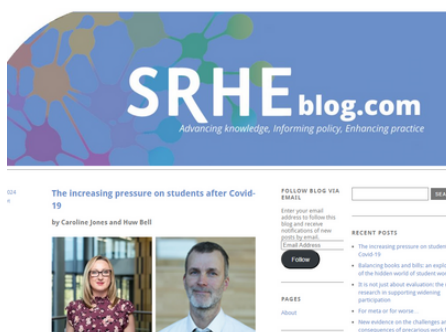 SRHE blog.com
Advancing knowledge, Informing policy, Enhancing practice
The increasing pressure on students after Covid-
19
by Caroline Jones and Huw Bell
FOLLOW BLOG VIA
EMAIL
Enter your email
address to follow this
blog and receive
notifications of new
posts by email.
Email Address
Follow
PAGES
About
SEA
RECENT POSTS
The increasing pressure on studen
Covid-19
Balancing books and bills: an explo
of the hidden world of student wo
It is not just about evaluation: the
research in supporting widening
participation
For meta or for worse…
New evidence on the challenges an
consequences of precarious work